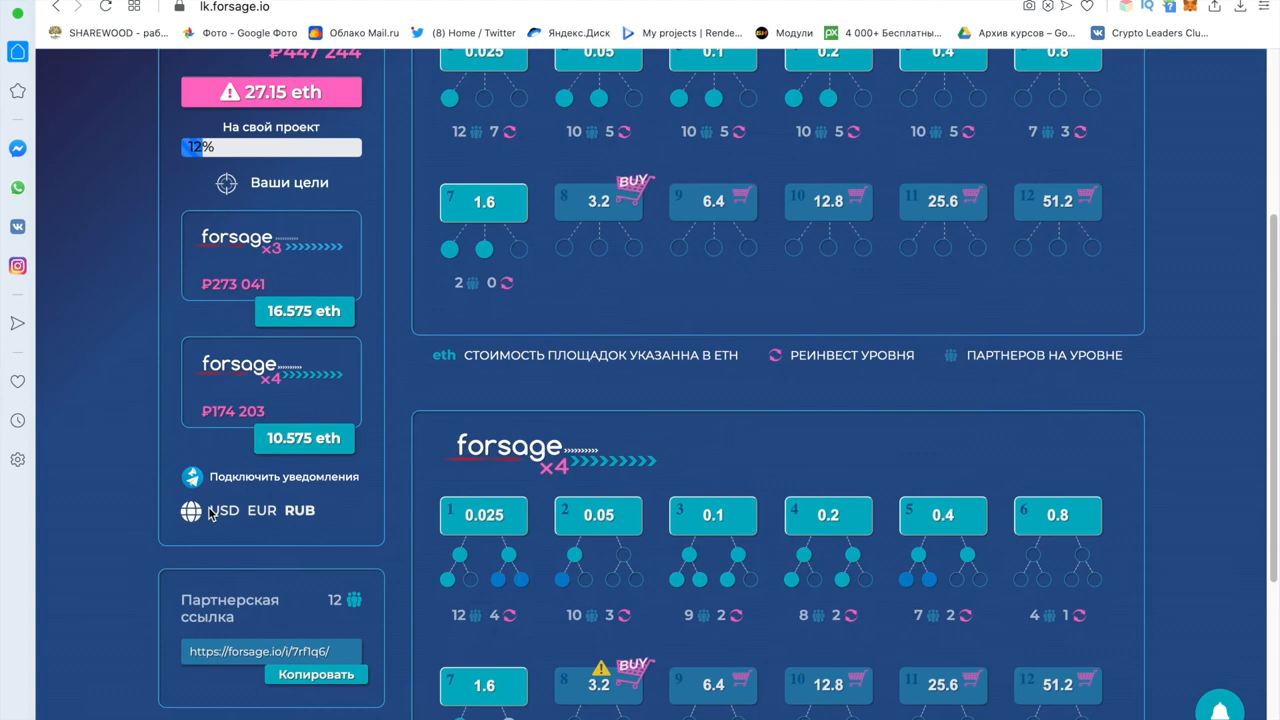 lk.forsage.io
SHAREWOOD - раб...
Фото - Google Фото
Облако Mail.ru
(8) Home / Twitter
Яндекс.Диск
My projects | Rende...
Модули
4 000+ Бесплатны...
Архив курсов – Go...
Crypto Leaders Clu...
₽447 244
27.15 eth
На свой проект
12%
Ваши цели
forsage
x3
₽273 041
16.575 eth
forsage
x4
₽174 203
10.575 eth
Подключить уведомления
USD EUR RUB
Партнерская
ссылка
12
https://forsage.io/i/7rf1q6/
Копировать
0.025 0.05 0.1 0.2 0.4 0.8
12 7 10 5 10 5 10 5 10 5 7 3
BUY
7 1.6 8 3.2 9 6.4 10 12.8 11 25.6 12 51.2
2 0
eth СТОИМОСТЬ ПЛОЩАДОК УКАЗАННА В ETH
РЕИНВЕСТ УРОВНЯ
ПАРТНЕРОВ НА УРОВНЕ
forsage
x4
1 0.025 2 0.05 3 0.1 4 0.2 5 0.4 6 0.8
12 4 10 3 9 2 8 2 7 2 4 1
BUY
7 1.6 8 3.2 9 6.4 10 12.8 11 25.6 12 51.2